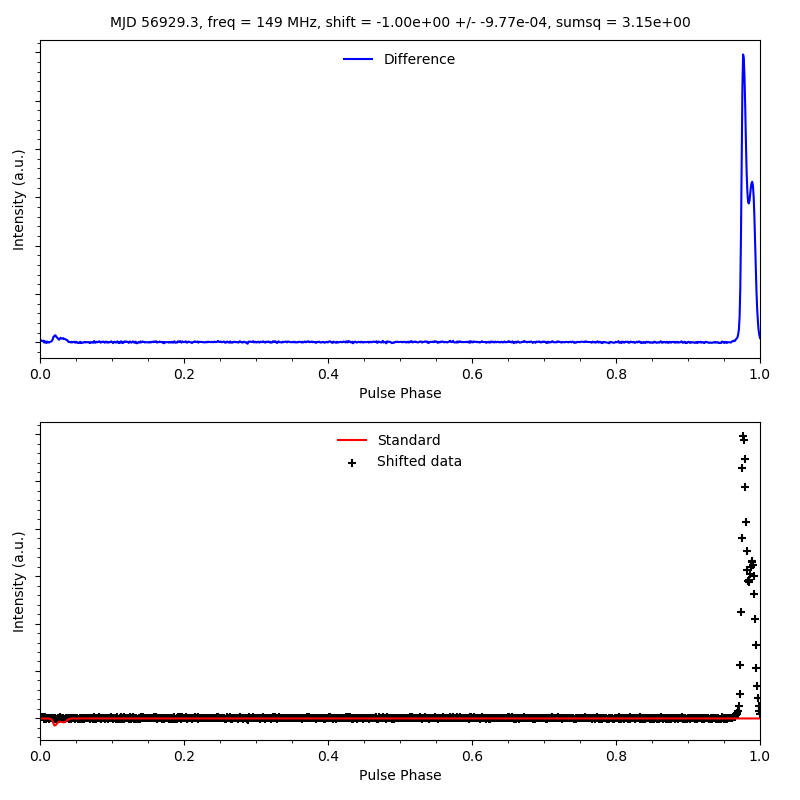 MJD 56929.3, freq = 149 MHz, shift = -1.00e+00 +/- -9.77e-04, sumsq = 3.15e+00
Difference
Intensity (a.u.)
0.0 0.2 0.4 0.6 0.8 1.0
Pulse Phase
Standard
Shifted data
Intensity (a.u.)
0.0 0.2 0.4 0.6 0.8 1.0
Pulse Phase